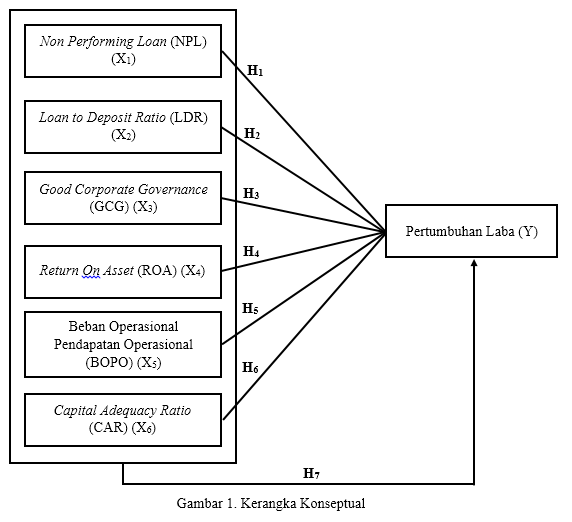 Non Performing Loan (NPL)
(X1)
H1
Loan to Deposit Ratio (LDR)
(X2)
H2
Good Corporate Governance
(GCG) (X3)
H3
Pertumbuhan Laba (Y)
Return On Asset (ROA) (X4)
H4
Beban Operasional
Pendapatan Operasional
(BOPO) (X5)
H5
H6
Capital Adequacy Ratio
(CAR) (X6)
H7
Gambar 1. Kerangka Konseptual